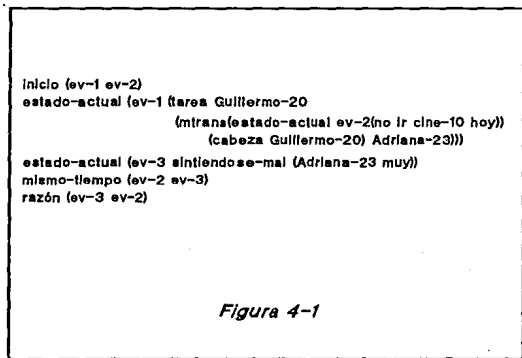 inicio (ev-1 ev-2)
estado-actual (ev-1 (tarea Guillermo-20
(mtrans(estado-actual ev-2(no ir cine-10 hoy))
(cabeza Guillermo-20) Adriana-23)))
estado-actual (ev-3 sintiendose-mal (Adriana-23 muy))
mismo-tiempo (ev-2 ev-3)
razón (ev-3 ev-2)
Figura 4-1